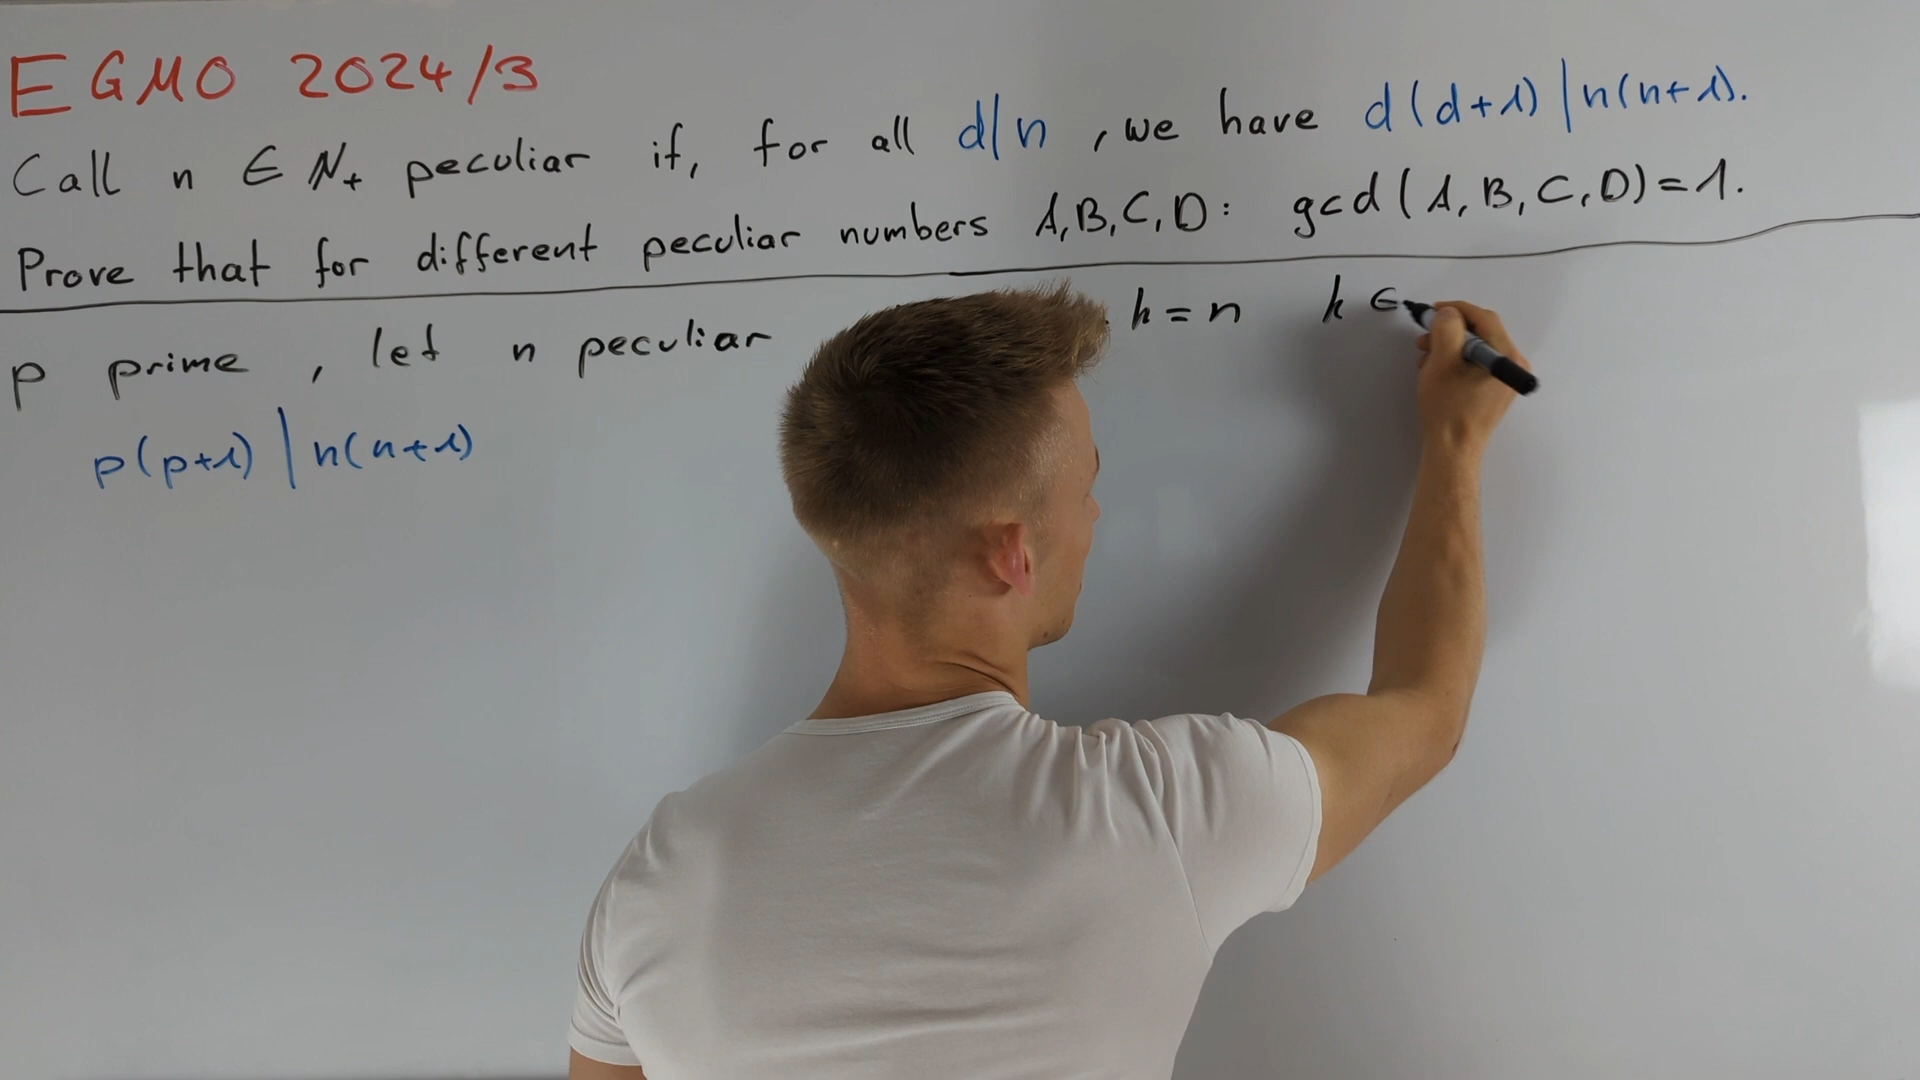 EGMO 2024/3
Call n ∈ N₊ peculiar if, for all d|n, we have d(d+1) | n(n+1).
Prove that for different peculiar numbers A,B,C,D: gcd(A,B,C,D)=1.
p prime, let n peculiar · k = n k ∈
p(p+1) | n(n+1)